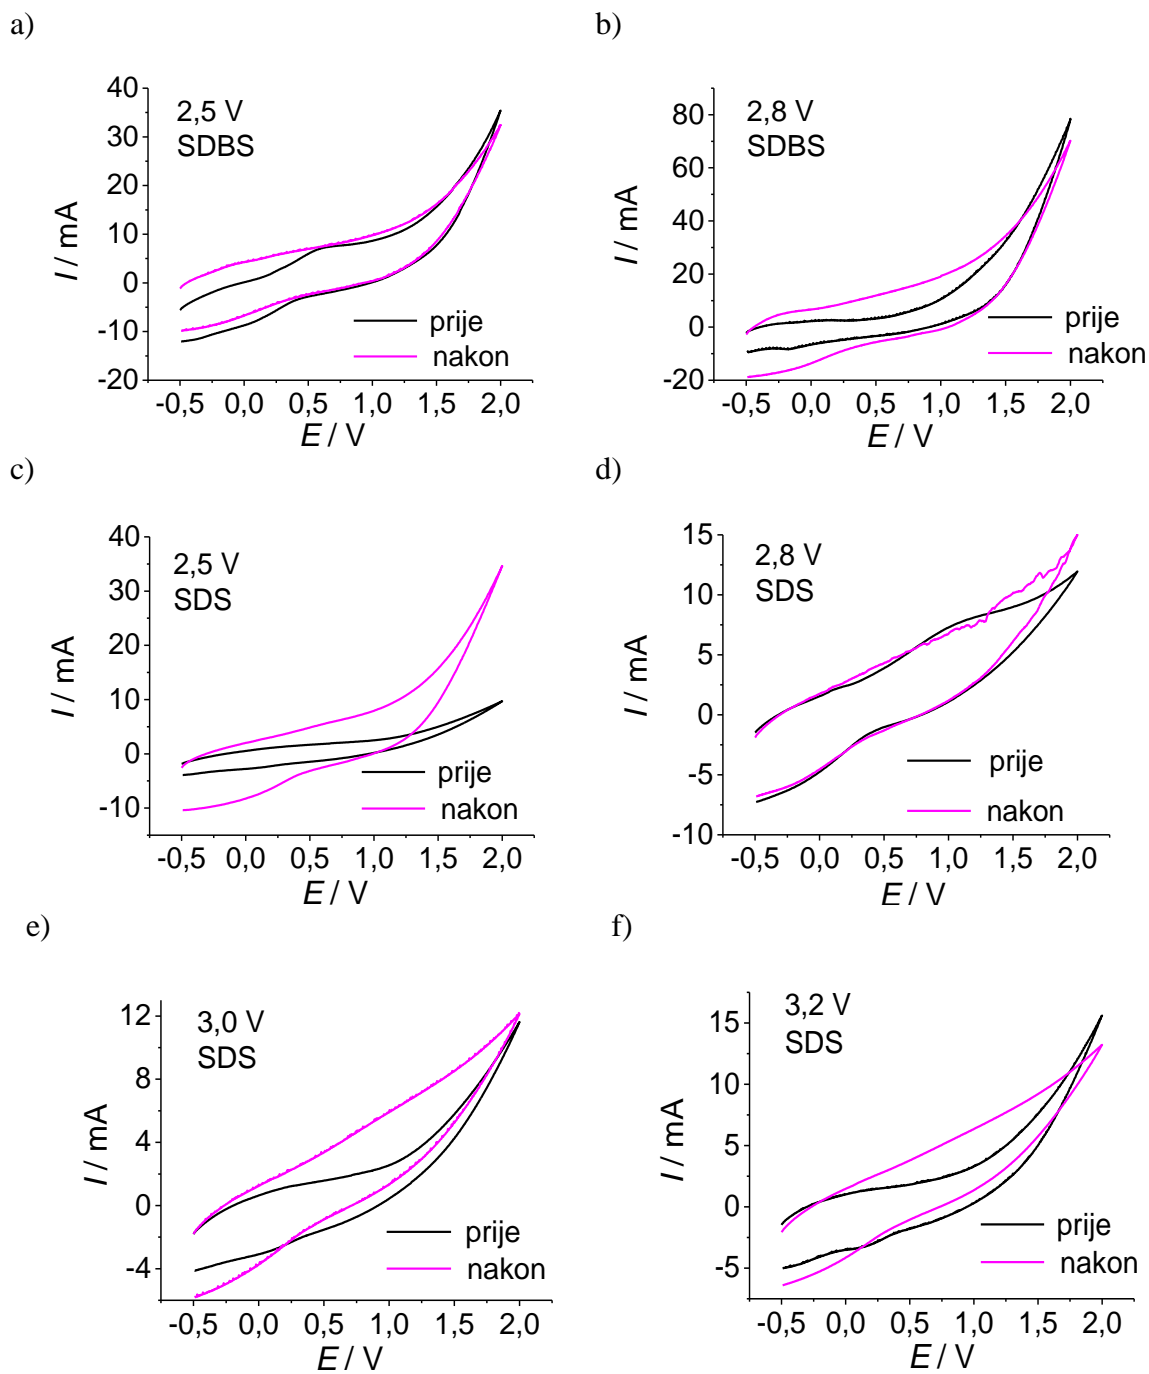 a)
b)
40
30
20
10
0
-10
-20
I / mA
2,5 V
SDBS
prije
nakon
-0,5 0,0 0,5 1,0 1,5 2,0
E / V
80
60
40
20
0
-20
I / mA
2,8 V
SDBS
prije
nakon
-0,5 0,0 0,5 1,0 1,5 2,0
E / V
c)
d)
40
30
20
10
0
-10
I / mA
2,5 V
SDS
prije
nakon
-0,5 0,0 0,5 1,0 1,5 2,0
E / V
15
10
5
0
-5
-10
I / mA
2,8 V
SDS
prije
nakon
-0,5 0,0 0,5 1,0 1,5 2,0
E / V
e)
f)
12
8
4
0
-4
I / mA
3,0 V
SDS
prije
nakon
-0,5 0,0 0,5 1,0 1,5 2,0
E / V
15
10
5
0
-5
I / mA
3,2 V
SDS
prije
nakon
-0,5 0,0 0,5 1,0 1,5 2,0
E / V